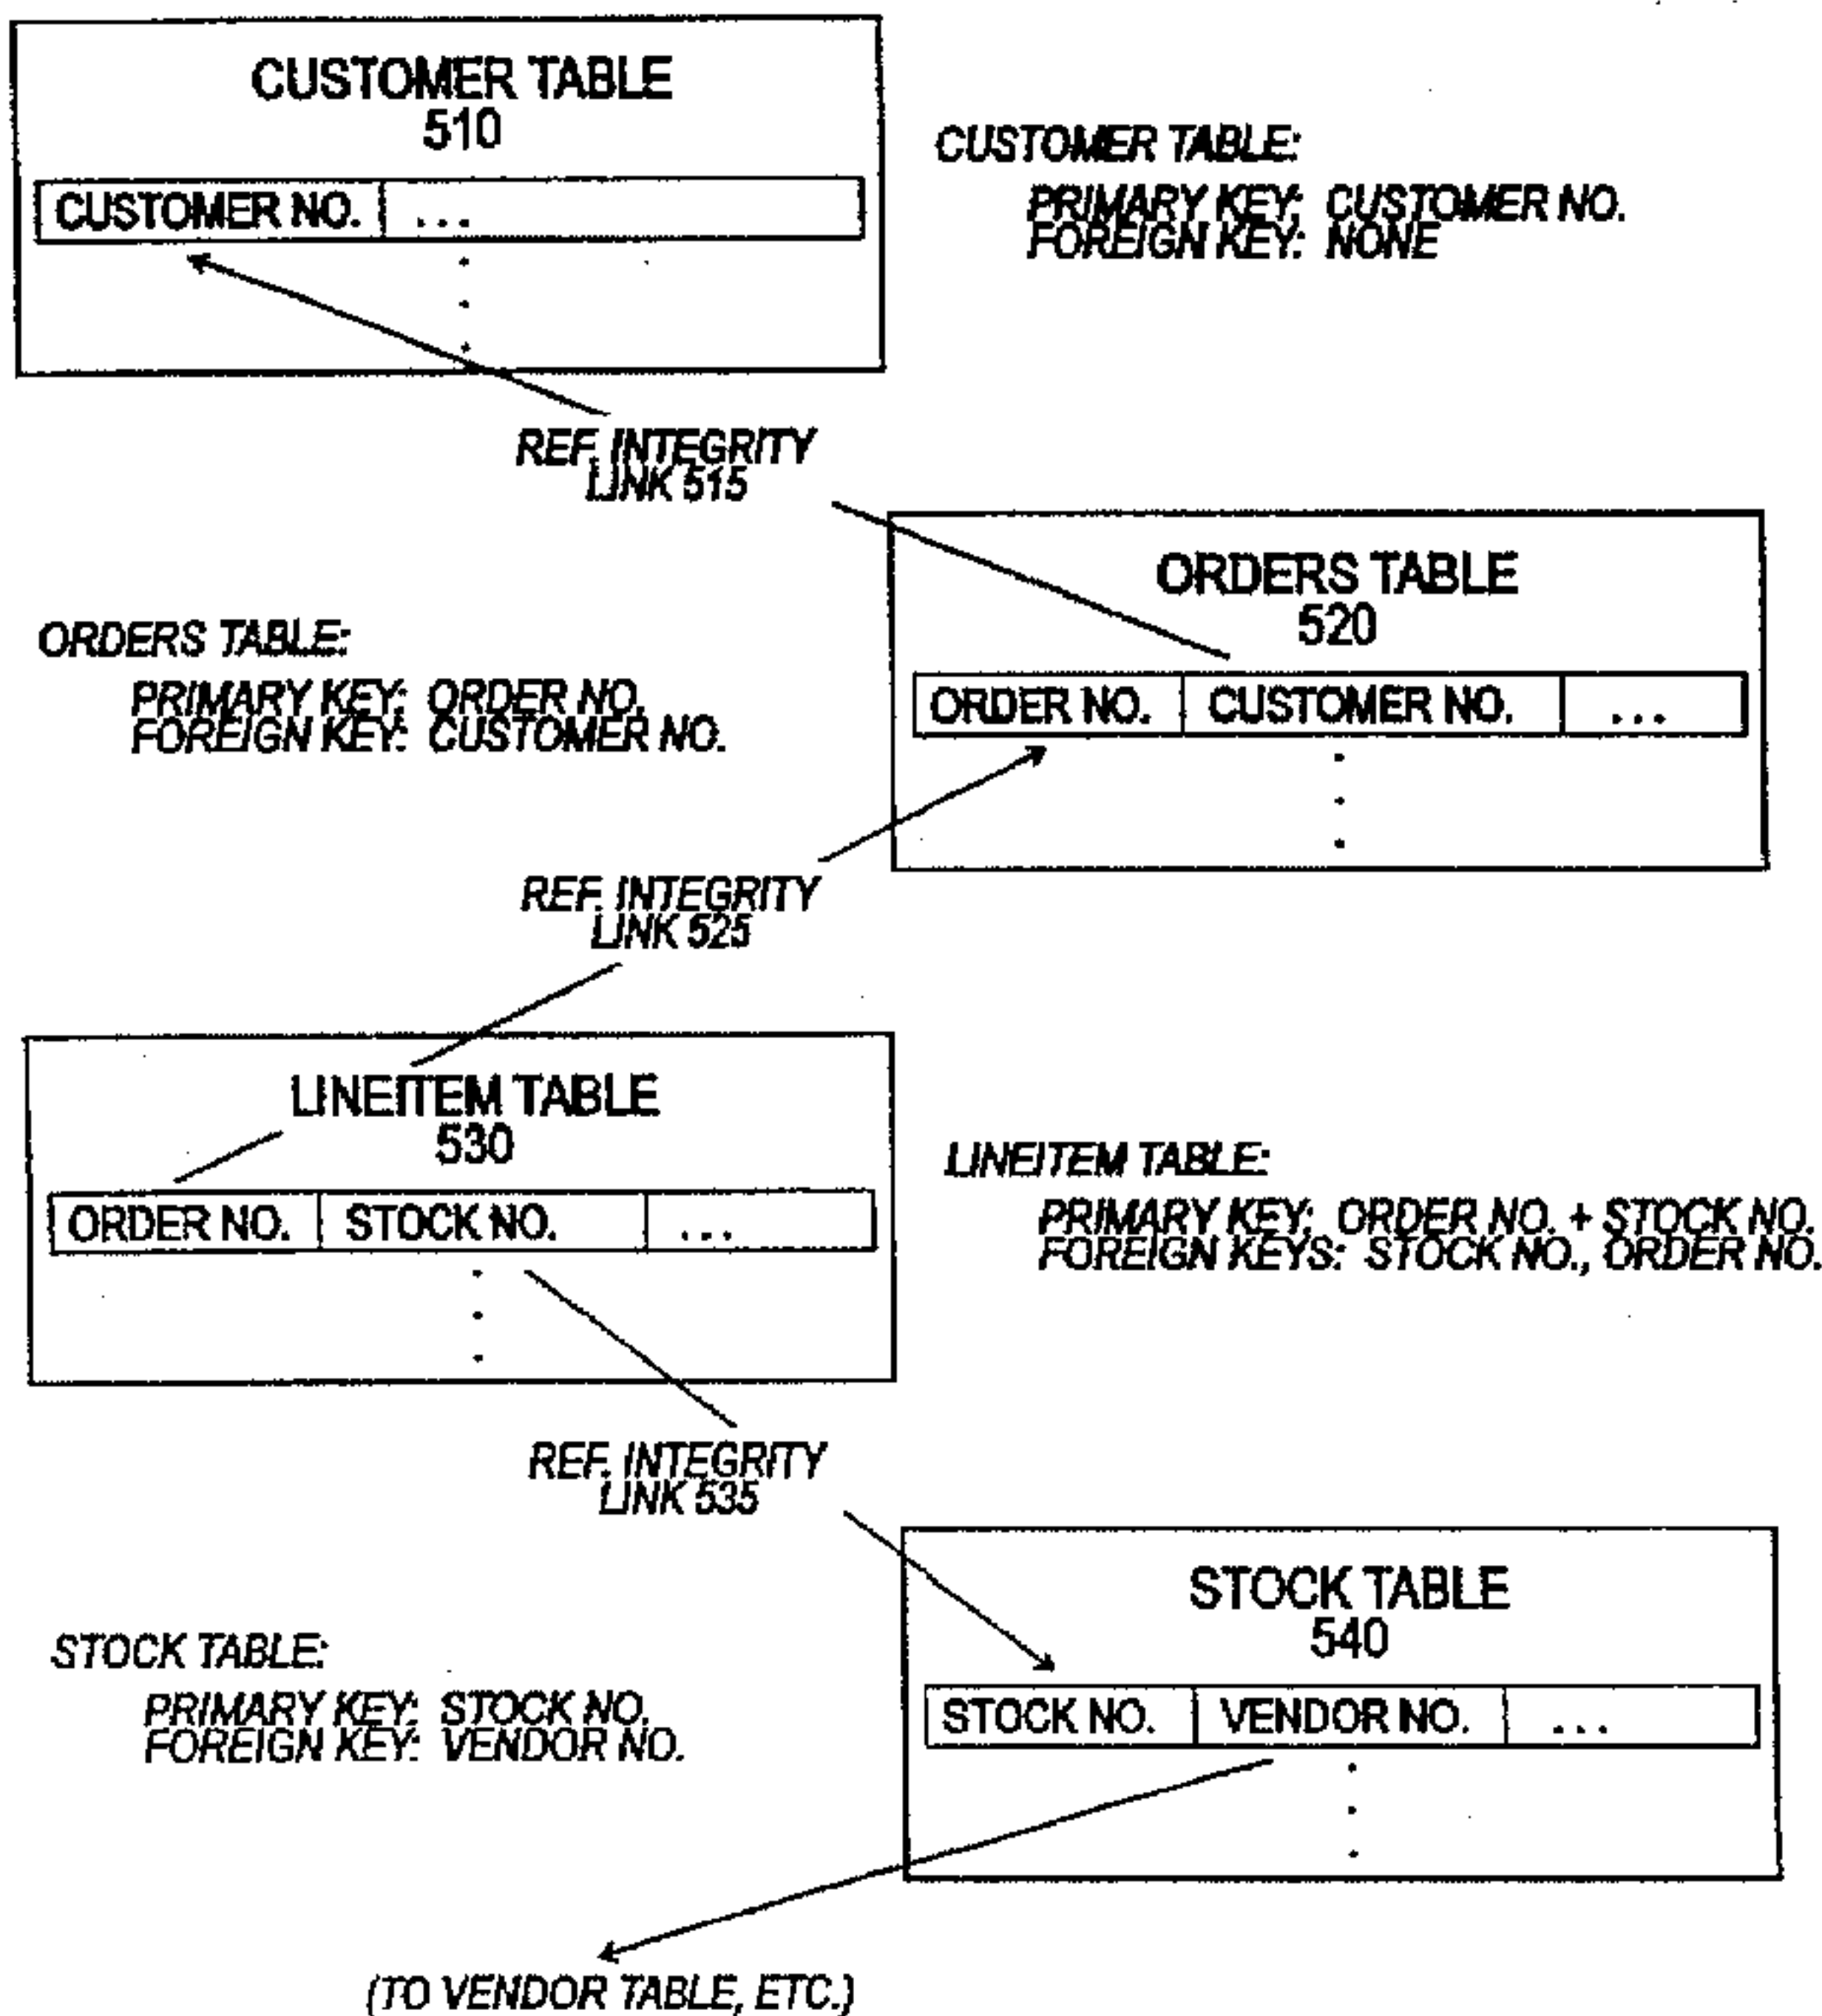 CUSTOMER TABLE
510
CUSTOMER NO. ...
CUSTOMER TABLE:
PRIMARY KEY: CUSTOMER NO.
FOREIGN KEY: NONE
REF. INTEGRITY
LINK 515
ORDERS TABLE
520
ORDER NO. CUSTOMER NO. ...
ORDERS TABLE:
PRIMARY KEY: ORDER NO.
FOREIGN KEY: CUSTOMER NO.
REF. INTEGRITY
LINK 525
LINEITEM TABLE
530
ORDER NO. STOCK NO. ...
LINEITEM TABLE:
PRIMARY KEY: ORDER NO. + STOCK NO.
FOREIGN KEYS: STOCK NO., ORDER NO.
REF. INTEGRITY
LINK 535
STOCK TABLE
540
STOCK NO. VENDOR NO. ...
STOCK TABLE:
PRIMARY KEY: STOCK NO.
FOREIGN KEY: VENDOR NO.
(TO VENDOR TABLE, ETC.)